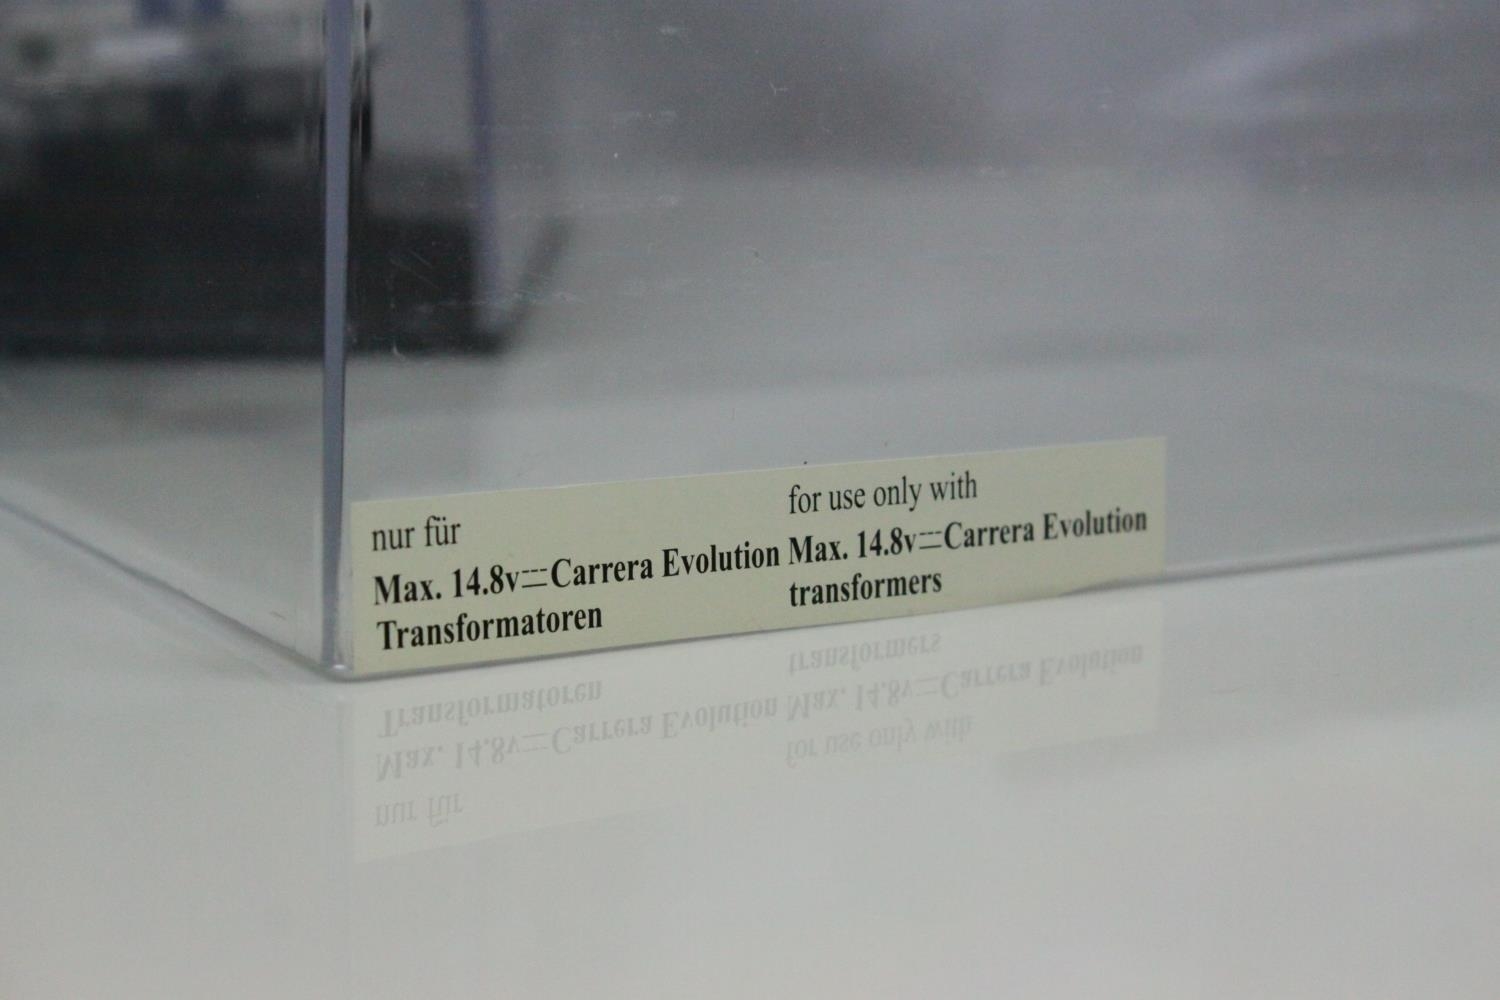 nur für
Max. 14.8v⎓Carrera Evolution
Transformatoren
for use only with
Max. 14.8v⎓Carrera Evolution
transformers